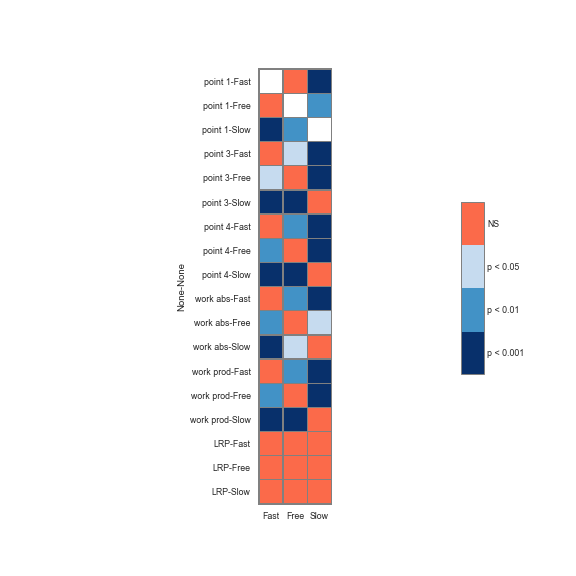 point 1-Fast
point 1-Free
point 1-Slow
point 3-Fast
point 3-Free
point 3-Slow
point 4-Fast
point 4-Free
point 4-Slow
work abs-Fast
work abs-Free
work abs-Slow
work prod-Fast
work prod-Free
work prod-Slow
LRP-Fast
LRP-Free
LRP-Slow
None-None
Fast Free Slow
NS
p < 0.05
p < 0.01
p < 0.001